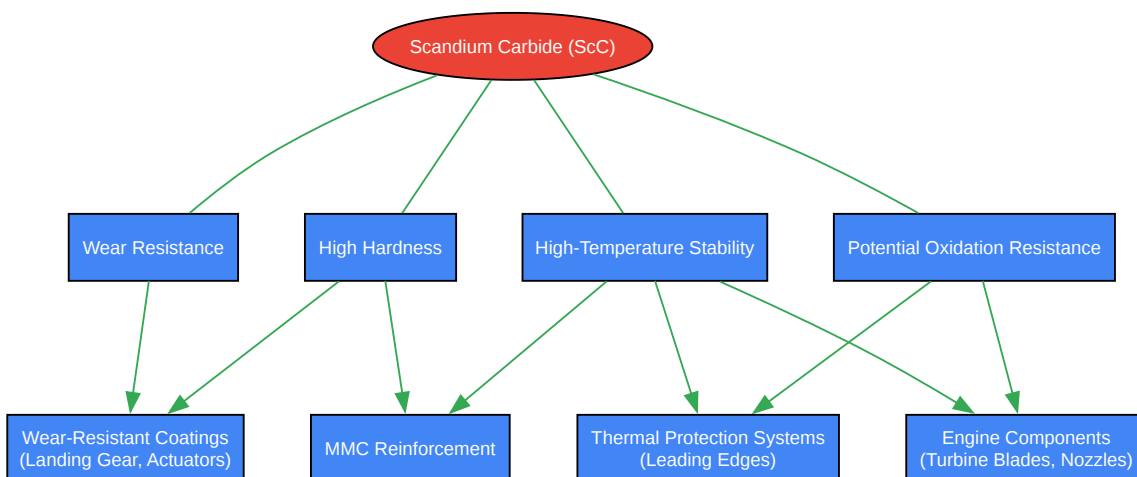 Scandium Carbide (ScC)
Wear Resistance
High Hardness
High-Temperature Stability
Potential Oxidation Resistance
Wear-Resistant Coatings
(Landing Gear, Actuators)
MMC Reinforcement
Thermal Protection Systems
(Leading Edges)
Engine Components
(Turbine Blades, Nozzles)